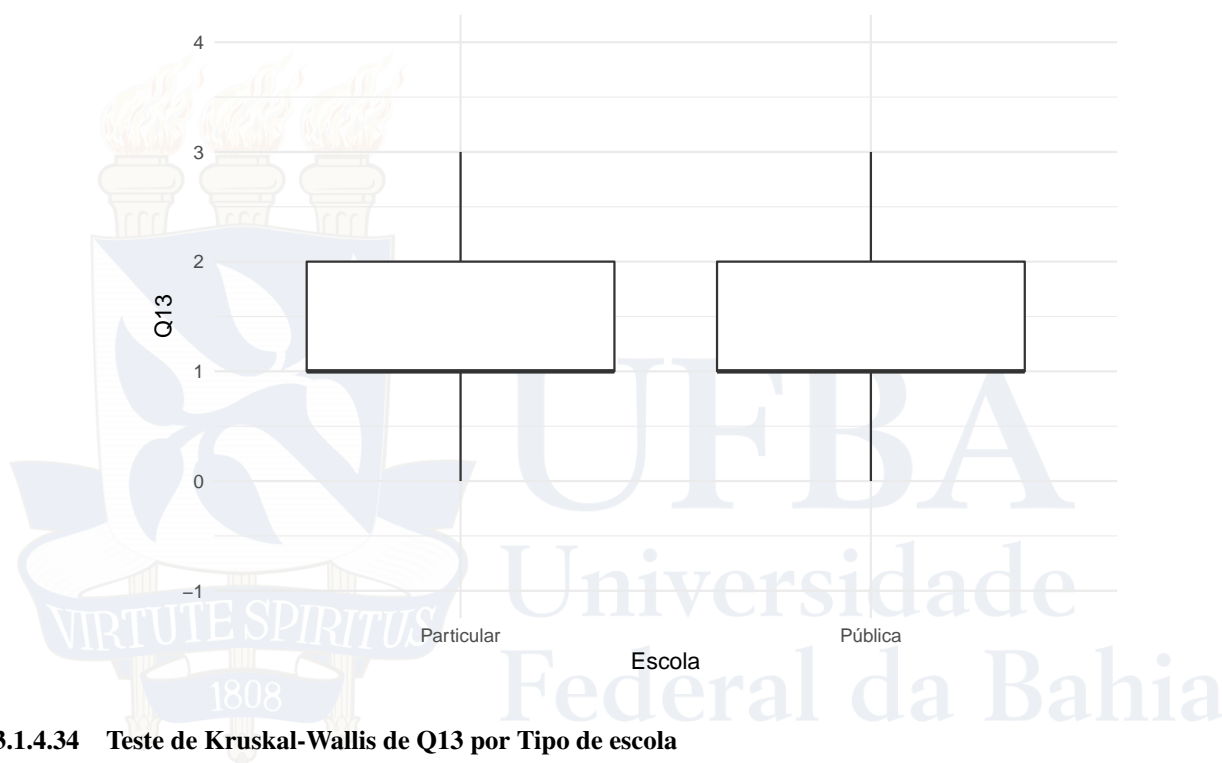 4
3
2
1
0
−1
Q13
Particular
Pública
Escola
UFBA
Universidade
Federal da Bahia
VIRTUTE SPIRITUS
1808
3.1.4.34 Teste de Kruskal-Wallis de Q13 por Tipo de escola